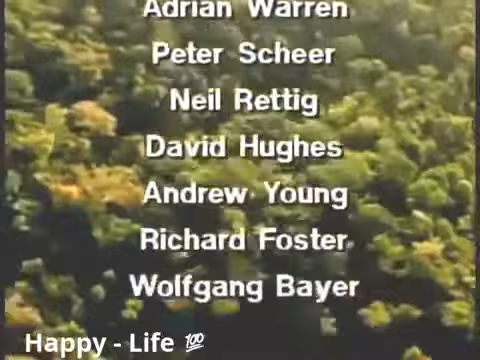 Adrian Warren
Peter Scheer
Neil Rettig
David Hughes
Andrew Young
Richard Foster
Wolfgang Bayer
Happy - Life 💯